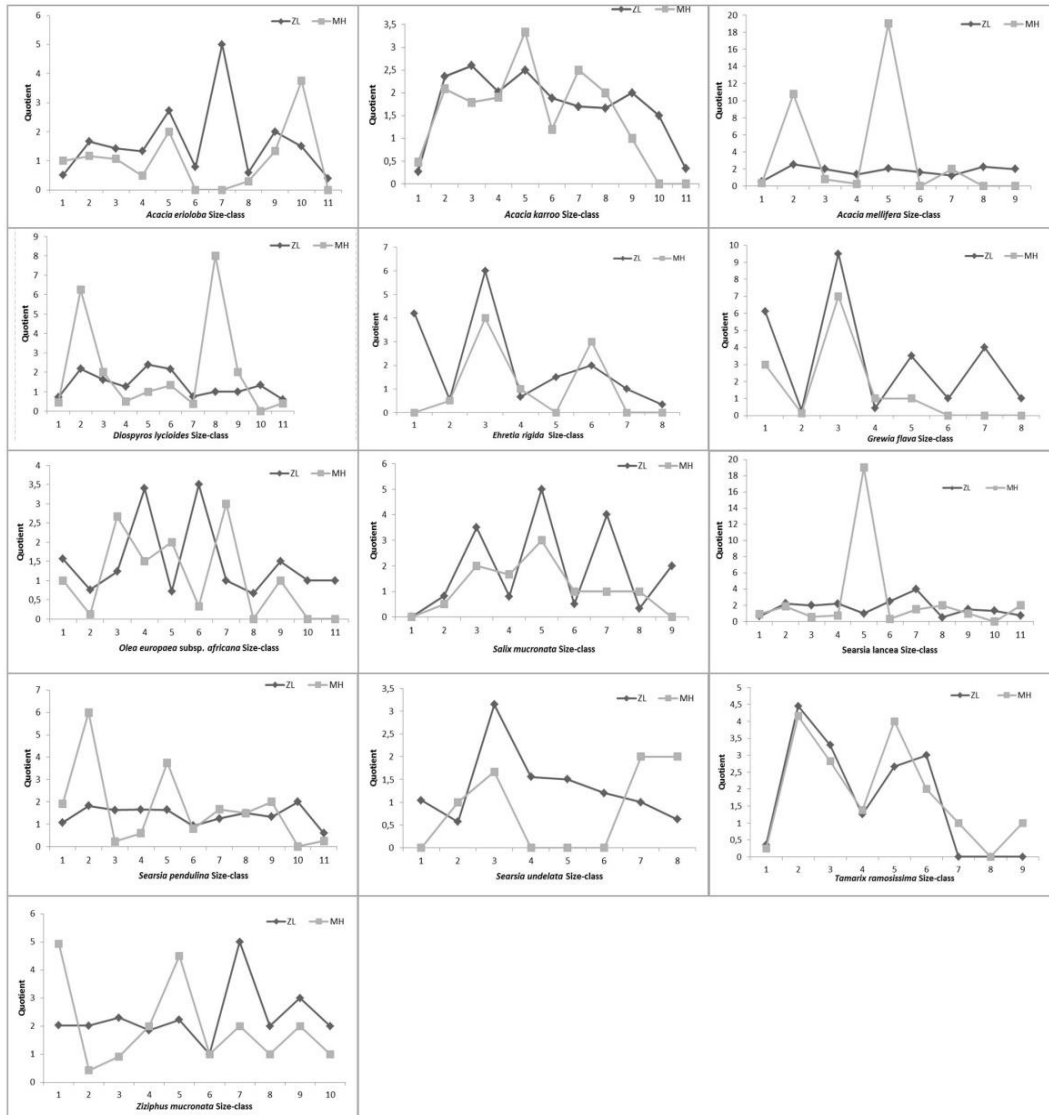 ZL MH
6
5
4
3
2
1
0
Quotient
1 2 3 4 5 6 7 8 9 10 11
Acacia erioloba Size-class
ZL MH
3,5
3
2,5
2
1,5
1
0,5
0
Quotient
1 2 3 4 5 6 7 8 9 10 11
Acacia karroo Size-class
ZL MH
20
18
16
14
12
10
8
6
4
2
0
Quotient
1 2 3 4 5 6 7 8 9
Acacia mellifera Size-class
ZL MH
9
8
7
6
5
4
3
2
1
0
Quotient
1 2 3 4 5 6 7 8 9 10 11
Diospyros lycioides Size-class
ZL MH
7
6
5
4
3
2
1
0
Quotient
1 2 3 4 5 6 7 8
Ehretia rigida Size-class
ZL MH
10
9
8
7
6
5
4
3
2
1
0
Quotient
1 2 3 4 5 6 7 8
Grewia flava Size-class
ZL MH
4
3,5
3
2,5
2
1,5
1
0,5
0
Quotient
1 2 3 4 5 6 7 8 9 10 11
Olea europaea subsp. africana Size-class
ZL MH
6
5
4
3
2
1
0
Quotient
1 2 3 4 5 6 7 8 9
Salix mucronata Size-class
ZL MH
20
18
16
14
12
10
8
6
4
2
0
Quotient
1 2 3 4 5 6 7 8 9 10 11
Searsia lancea Size-class
ZL MH
7
6
5
4
3
2
1
0
Quotient
1 2 3 4 5 6 7 8 9 10 11
Searsia pendulina Size-class
ZL MH
3,5
3
2,5
2
1,5
1
0,5
0
Quotient
1 2 3 4 5 6 7 8
Searsia undelata Size-class
ZL MH
5
4,5
4
3,5
3
2,5
2
1,5
1
0,5
0
Quotient
1 2 3 4 5 6 7 8 9
Tamarix ramosissima Size-class
ZL MH
6
5
4
3
2
1
0
Quotient
1 2 3 4 5 6 7 8 9 10
Ziziphus mucronata Size-class